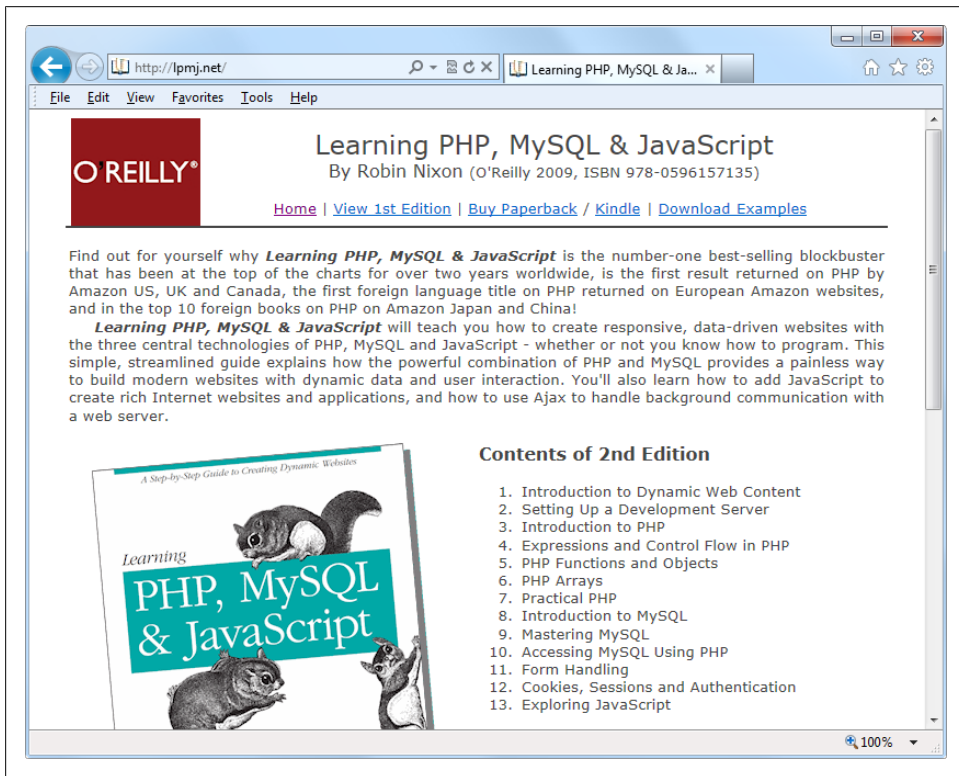 http://lpmj.net/
Learning PHP, MySQL & Ja...
File Edit View Favorites Tools Help
O'REILLY®
Learning PHP, MySQL & JavaScript
By Robin Nixon (O'Reilly 2009, ISBN 978-0596157135)
Home | View 1st Edition | Buy Paperback / Kindle | Download Examples
Find out for yourself why Learning PHP, MySQL & JavaScript is the number-one best-selling blockbuster
that has been at the top of the charts for over two years worldwide, is the first result returned on PHP by
Amazon US, UK and Canada, the first foreign language title on PHP returned on European Amazon websites,
and in the top 10 foreign books on PHP on Amazon Japan and China!
Learning PHP, MySQL & JavaScript will teach you how to create responsive, data-driven websites with
the three central technologies of PHP, MySQL and JavaScript - whether or not you know how to program. This
simple, streamlined guide explains how the powerful combination of PHP and MySQL provides a painless way
to build modern websites with dynamic data and user interaction. You'll also learn how to add JavaScript to
create rich Internet websites and applications, and how to use Ajax to handle background communication with
a web server.
A Step-by-Step Guide to Creating Dynamic Websites
Learning
PHP, MySQL
& JavaScript
Contents of 2nd Edition
1. Introduction to Dynamic Web Content
2. Setting Up a Development Server
3. Introduction to PHP
4. Expressions and Control Flow in PHP
5. PHP Functions and Objects
6. PHP Arrays
7. Practical PHP
8. Introduction to MySQL
9. Mastering MySQL
10. Accessing MySQL Using PHP
11. Form Handling
12. Cookies, Sessions and Authentication
13. Exploring JavaScript
100%